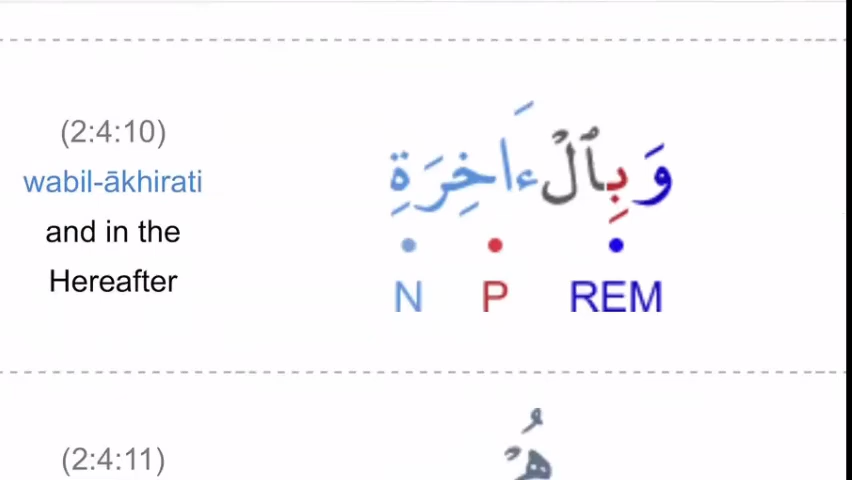 (2:4:10)
wabil-ākhirati
and in the
Hereafter
وَبِٱلْـَٔاخِرَةِ
N P REM
(2:4:11)
هُمْ